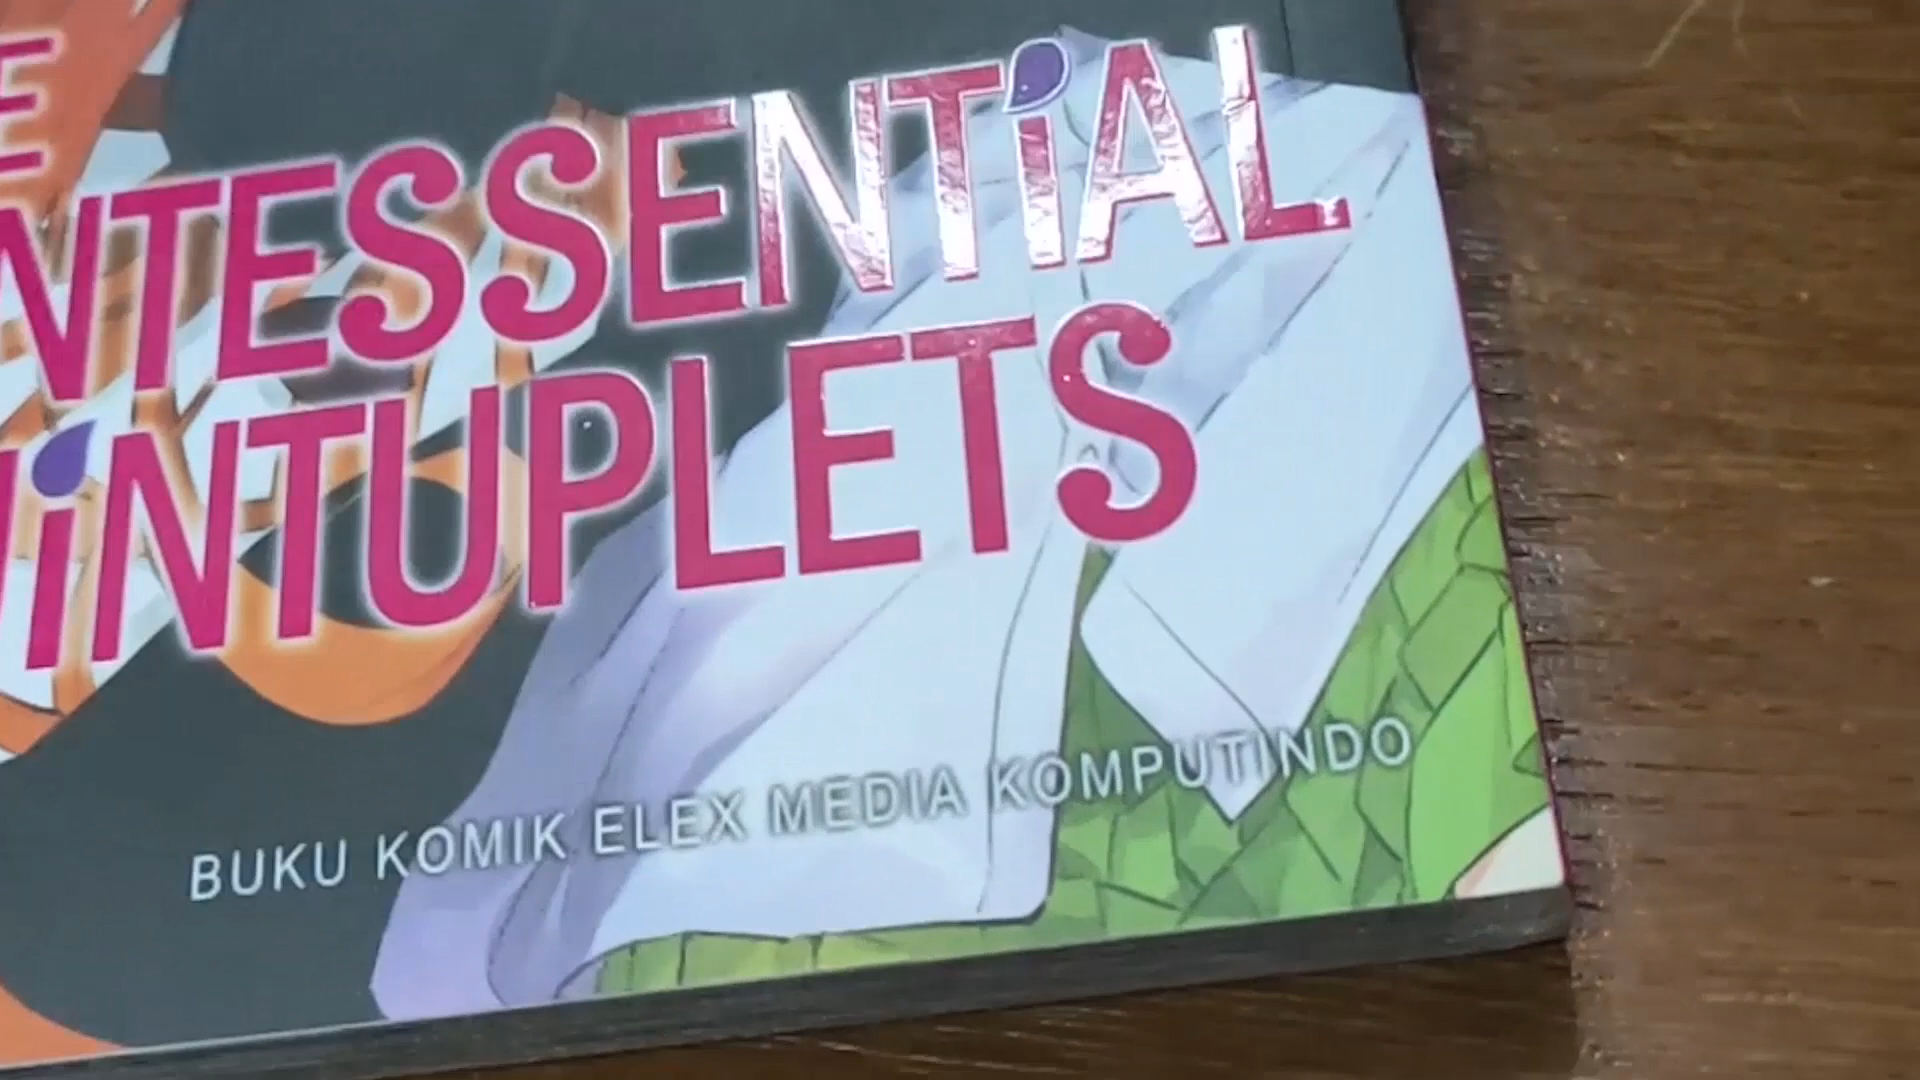 E
NTESSENTiAL
iNTUPLETS
BUKU KOMIK ELEX MEDIA KOMPUTINDO